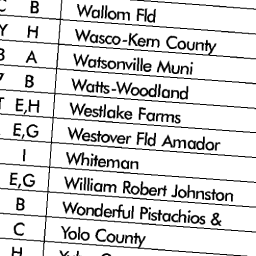 B Wallom Fld
H Wasco-Kern County
A Watsonville Muni
B Watts-Woodland
E,H Westlake Farms
E,G Westover Fld Amador
I Whiteman
E,G William Robert Johnston
B Wonderful Pistachios &
C Yolo County
H